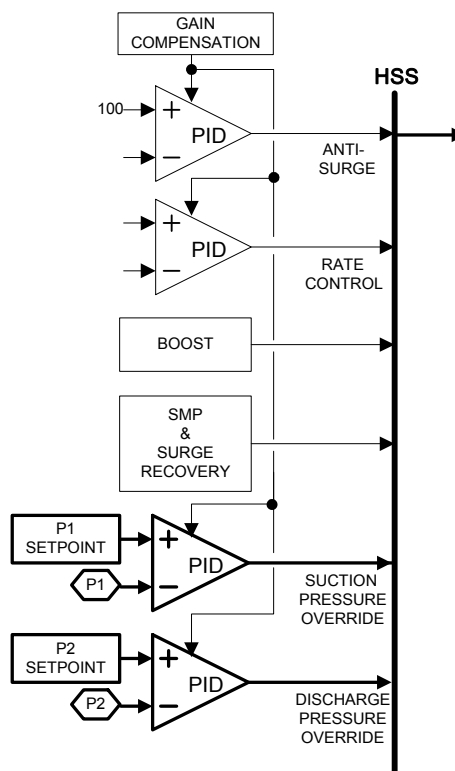 GAIN
COMPENSATION
HSS
100
+
PID
−
ANTI-
SURGE
+
PID
−
RATE
CONTROL
BOOST
SMP
&
SURGE
RECOVERY
P1
SETPOINT
+
PID
P1
−
SUCTION
PRESSURE
OVERRIDE
P2
SETPOINT
+
PID
P2
−
DISCHARGE
PRESSURE
OVERRIDE